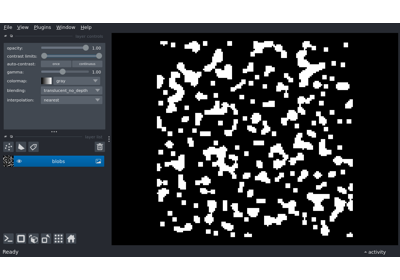 File View Plugins Window Help
opacity: 1.00
contrast limits:
auto-contrast: once continuous
gamma: 1.00
colormap: gray
blending: translucent_no_depth
interpolation: nearest
blobs
Ready
activity